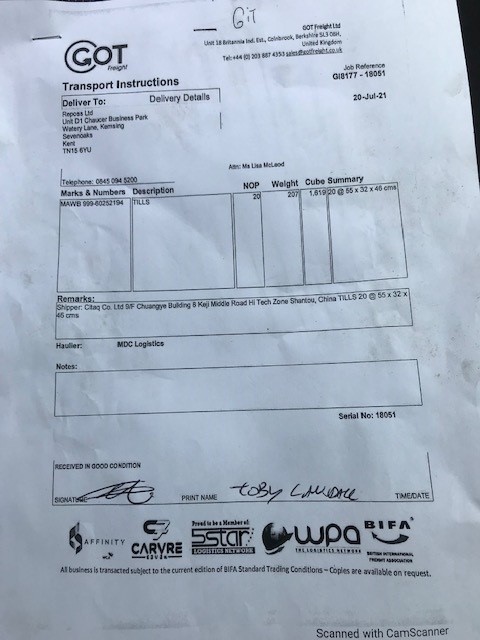 GIT
GOT Freight Ltd
Unit 18 Britannia Ind. Est., Colnbrook, Berkshire SL3 0BH,
United Kingdom
Tel:+44 (0) 203 887 4353 sales@gotfreight.co.uk
GOT
Freight
Job Reference
GI8177 - 18051
Transport Instructions
Deliver To: Delivery Details
20-Jul-21
Repces Ltd
Unit D1 Chaucer Business Park
Watery Lane, Kemsing
Sevenoaks
Kent
TN15 6YU
Attn: Ms Lisa McLeod
Telephone: 0845 094 5200
Marks & Numbers Description NOP Weight Cube Summary
MAWB 999-80252194 TILLS 20 207 1.619 20 @ 55 x 32 x 46 cms
Remarks:
Shipper: Citaq Co. Ltd 9/F Chuangye Building 8 Keji Middle Road Hi Tech Zone Shantou, China TILLS 20 @ 55 x 32 x
46 cms
Haulier: MDC Logistics
Notes:
Serial No: 18051
RECEIVED IN GOOD CONDITION
SIGNATURE PRINT NAME TOBY TIME/DATE
AFFINITY
CARVRE
Proud to be a Member of:
5star
LOGISTICS NETWORK
wpa
THE LOGISTICS NETWORK
BIFA
BRITISH INTERNATIONAL
FREIGHT ASSOCIATION
All business is transacted subject to the current edition of BIFA Standard Trading Conditions – Copies are available on request.
Scanned with CamScanner